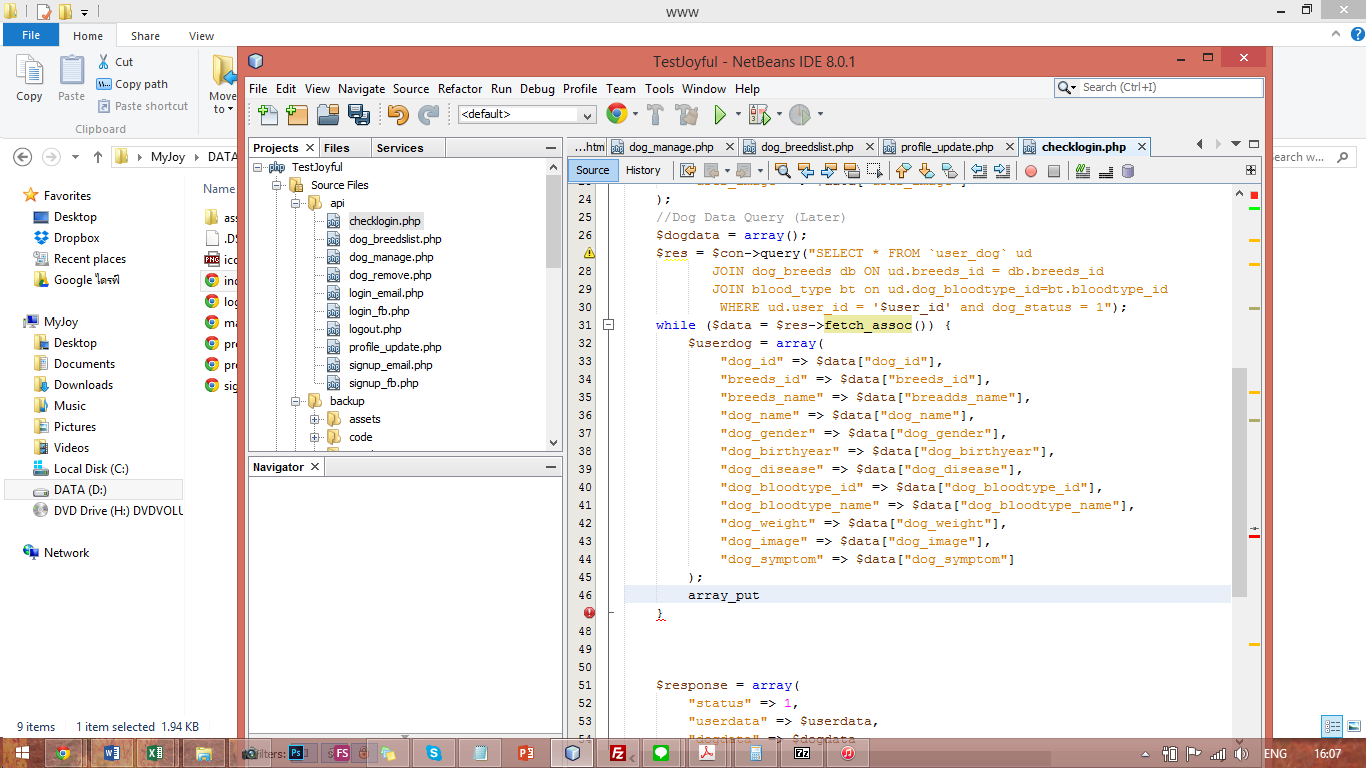 www
File
Home
Share
View
Copy
Paste
Cut
Copy path
Paste shortcut
Move
to
Clipboard
MyJoy
DATA
Search w...
Favorites
Desktop
Dropbox
Recent places
Google ไดรฟ์
MyJoy
Desktop
Documents
Downloads
Music
Pictures
Videos
Local Disk (C:)
DATA (D:)
DVD Drive (H:) DVDVOLU
Network
Name
ass
.DS
ico
inc
log
ma
pro
pro
sig
9 items 1 item selected 1.94 KB
TestJoyful - NetBeans IDE 8.0.1
File Edit View Navigate Source Refactor Run Debug Profile Team Tools Window Help
Search (Ctrl+I)
<default>
Projects
Files
Services
TestJoyful
Source Files
api
checklogin.php
dog_breedslist.php
dog_manage.php
dog_remove.php
login_email.php
login_fb.php
logout.php
profile_update.php
signup_email.php
signup_fb.php
backup
assets
code
Navigator
...htm dog_manage.php dog_breedslist.php profile_update.php checklogin.php
Source History
24 );
25 //Dog Data Query (Later)
26 $dogdata = array();
$res = $con->query("SELECT * FROM `user_dog` ud
28 JOIN dog_breeds db ON ud.breeds_id = db.breeds_id
29 JOIN blood_type bt on ud.dog_bloodtype_id=bt.bloodtype_id
30 WHERE ud.user_id = '$user_id' and dog_status = 1");
31 while ($data = $res->fetch_assoc()) {
32 $userdog = array(
33 "dog_id" => $data["dog_id"],
34 "breeds_id" => $data["breeds_id"],
35 "breeds_name" => $data["breadds_name"],
36 "dog_name" => $data["dog_name"],
37 "dog_gender" => $data["dog_gender"],
38 "dog_birthyear" => $data["dog_birthyear"],
39 "dog_disease" => $data["dog_disease"],
40 "dog_bloodtype_id" => $data["dog_bloodtype_id"],
41 "dog_bloodtype_name" => $data["dog_bloodtype_name"],
42 "dog_weight" => $data["dog_weight"],
43 "dog_image" => $data["dog_image"],
44 "dog_symptom" => $data["dog_symptom"]
45 );
46 array_put
}
48
49
50
51 $response = array(
52 "status" => 1,
53 "userdata" => $userdata,
54 "dogdata" => $dogdata
Filters:
ENG
16:07